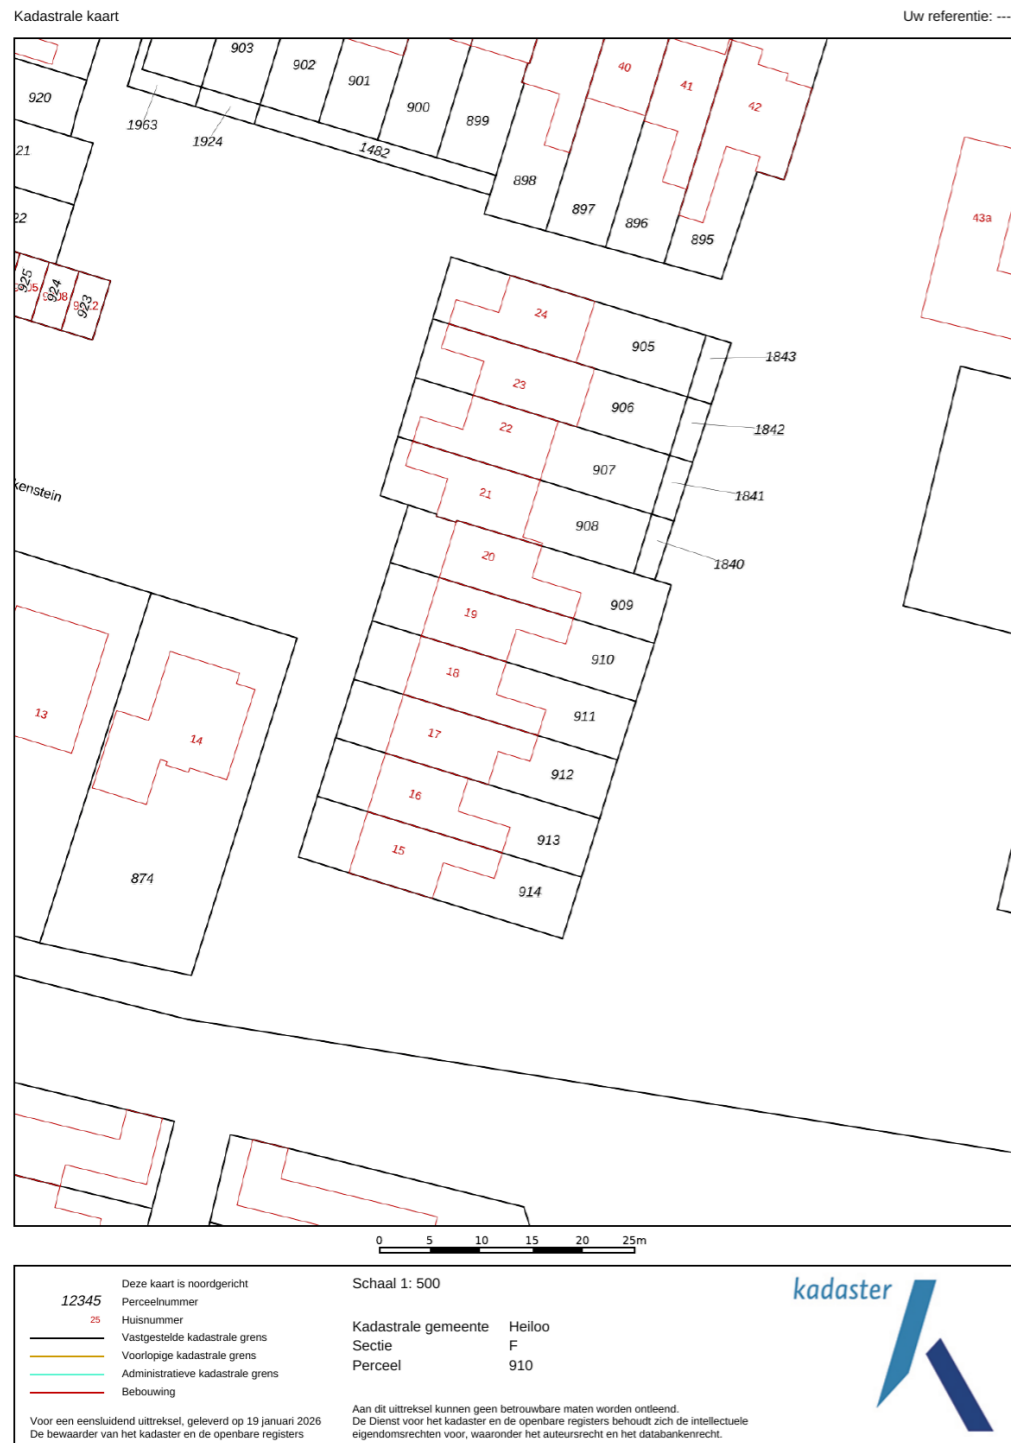 Kadastrale kaart
Uw referentie: ---
903
902
901
900
899
898
897
896
895
40
41
42
43a
920
1963
1924
1482
21
22
925
924
923
24
905
1843
23
906
1842
22
907
1841
21
908
1840
kenstein
20
909
19
910
18
911
17
912
16
913
15
914
13
14
874
0 5 10 15 20 25m
Deze kaart is noordgericht
12345 Perceelnummer
25 Huisnummer
Vastgestelde kadastrale grens
Voorlopige kadastrale grens
Administratieve kadastrale grens
Bebouwing
Voor een eensluidend uittreksel, geleverd op 19 januari 2026
De bewaarder van het kadaster en de openbare registers
Schaal 1: 500
Kadastrale gemeente Heiloo
Sectie F
Perceel 910
Aan dit uittreksel kunnen geen betrouwbare maten worden ontleend.
De Dienst voor het kadaster en de openbare registers behoudt zich de intellectuele
eigendomsrechten voor, waaronder het auteursrecht en het databankenrecht.
kadaster